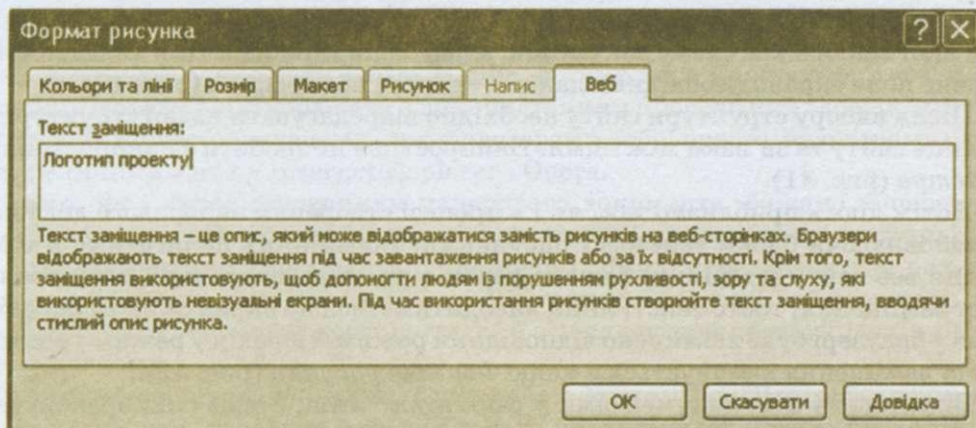 Формат рисунка
Кольори та лінії Розмір Макет Рисунок Напис Веб
Текст заміщення:
Логотип проекту
Текст заміщення – це опис, який може відображатися замість рисунків на веб-сторінках. Браузери
відображають текст заміщення під час завантаження рисунків або за їх відсутності. Крім того, текст
заміщення використовують, щоб допомогти людям із порушенням рухливості, зору та слуху, які
використовують невізуальні екрани. Під час використання рисунків створюйте текст заміщення, вводячи
стислий опис рисунка.
ОК Скасувати Довідка